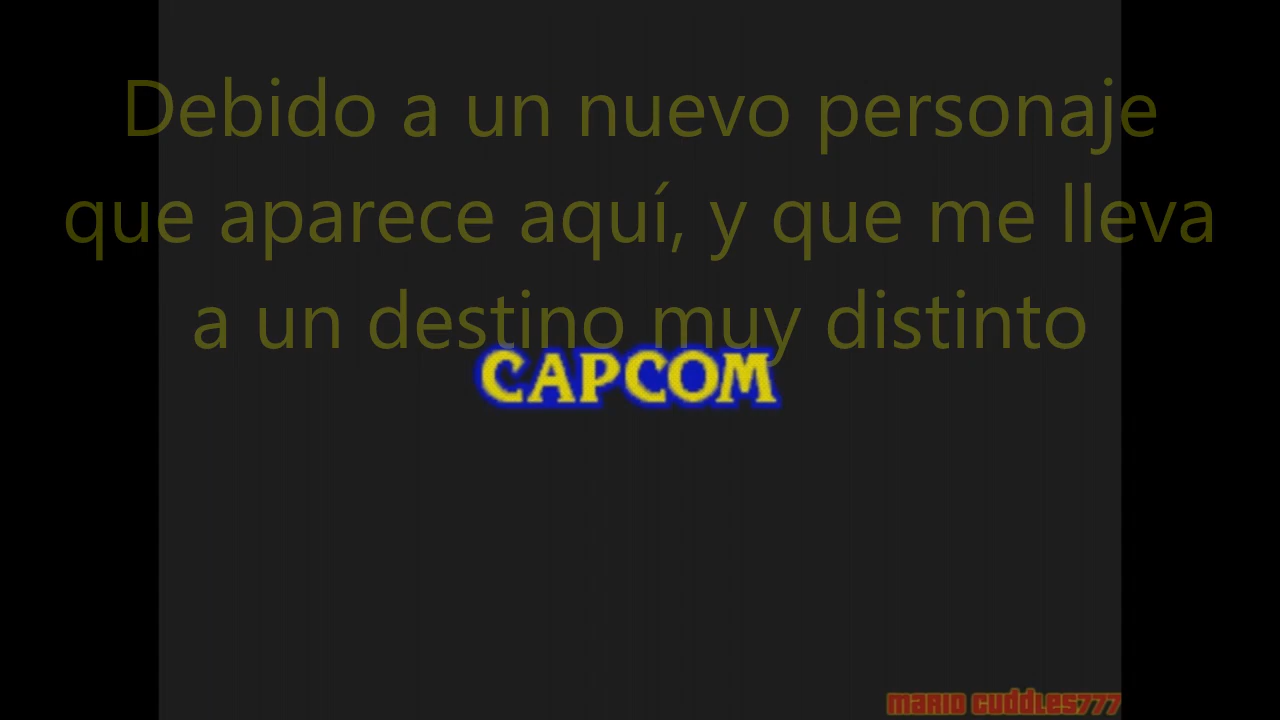 Debido a un nuevo personaje
que aparece aquí, y que me lleva
a un destino muy distinto
CAPCOM
MARIO CUDDLES777